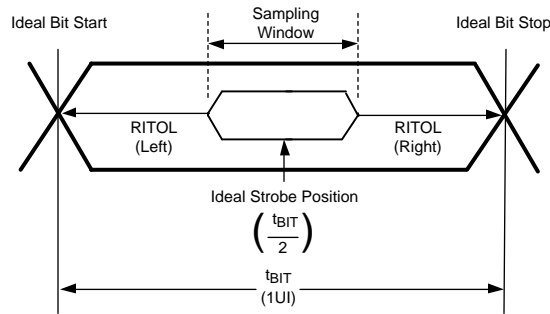 Sampling
Window
Ideal Bit Start
Ideal Bit Stop
RITOL
(Left)
RITOL
(Right)
Ideal Strobe Position
(tBIT
2)
tBIT
(1UI)